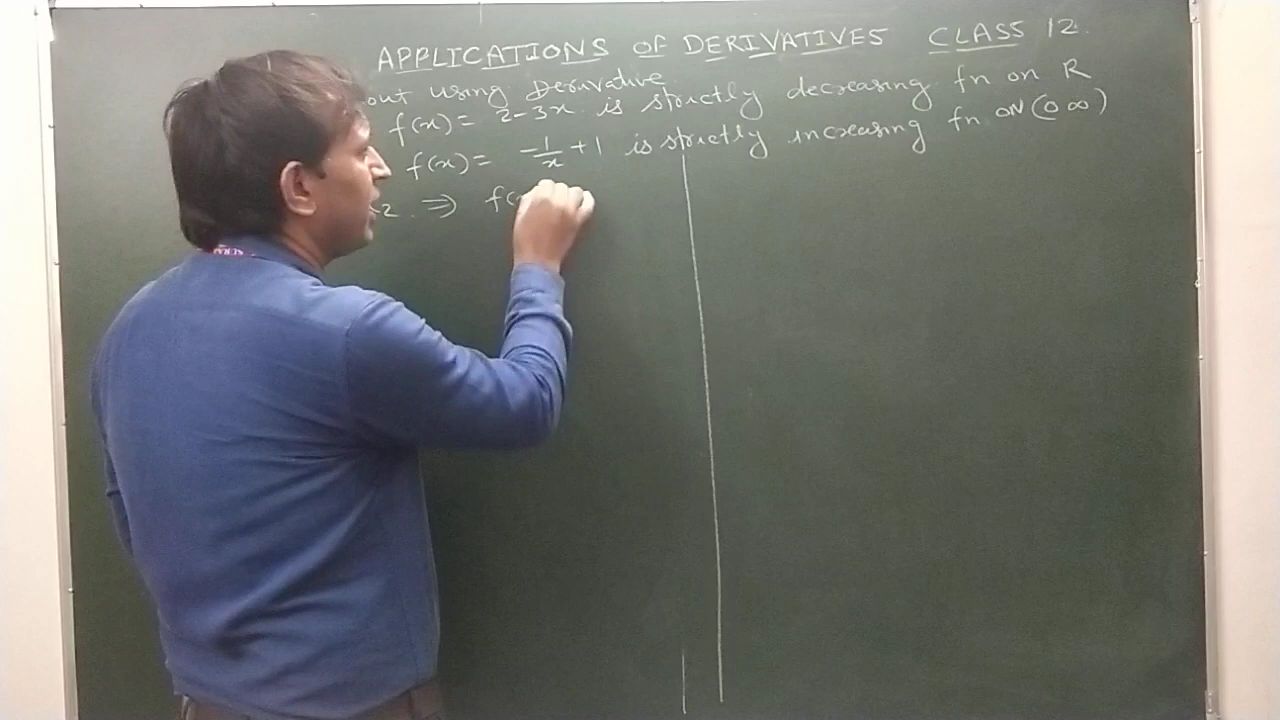 APPLICATIONS OF DERIVATIVES CLASS 12
out using Derivative
f(x) = 2-3x. is strictly decreasing fn on R
f(x) = -1/x + 1 is strictly increasing fn on (0 ∞)
2. ⇒ f(